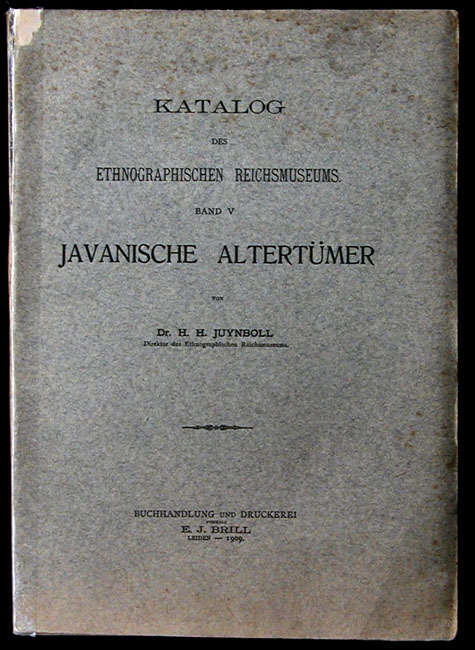 KATALOG
DES
ETHNOGRAPHISCHEN REICHSMUSEUMS.
BAND V
JAVANISCHE ALTERTÜMER
VON
Dr. H. H. JUYNBOLL
Direktor des Ethnographischen Reichsmuseums.
BUCHHANDLUNG UND DRUCKEREI
VORMALS
E. J. BRILL
LEIDEN — 1909.